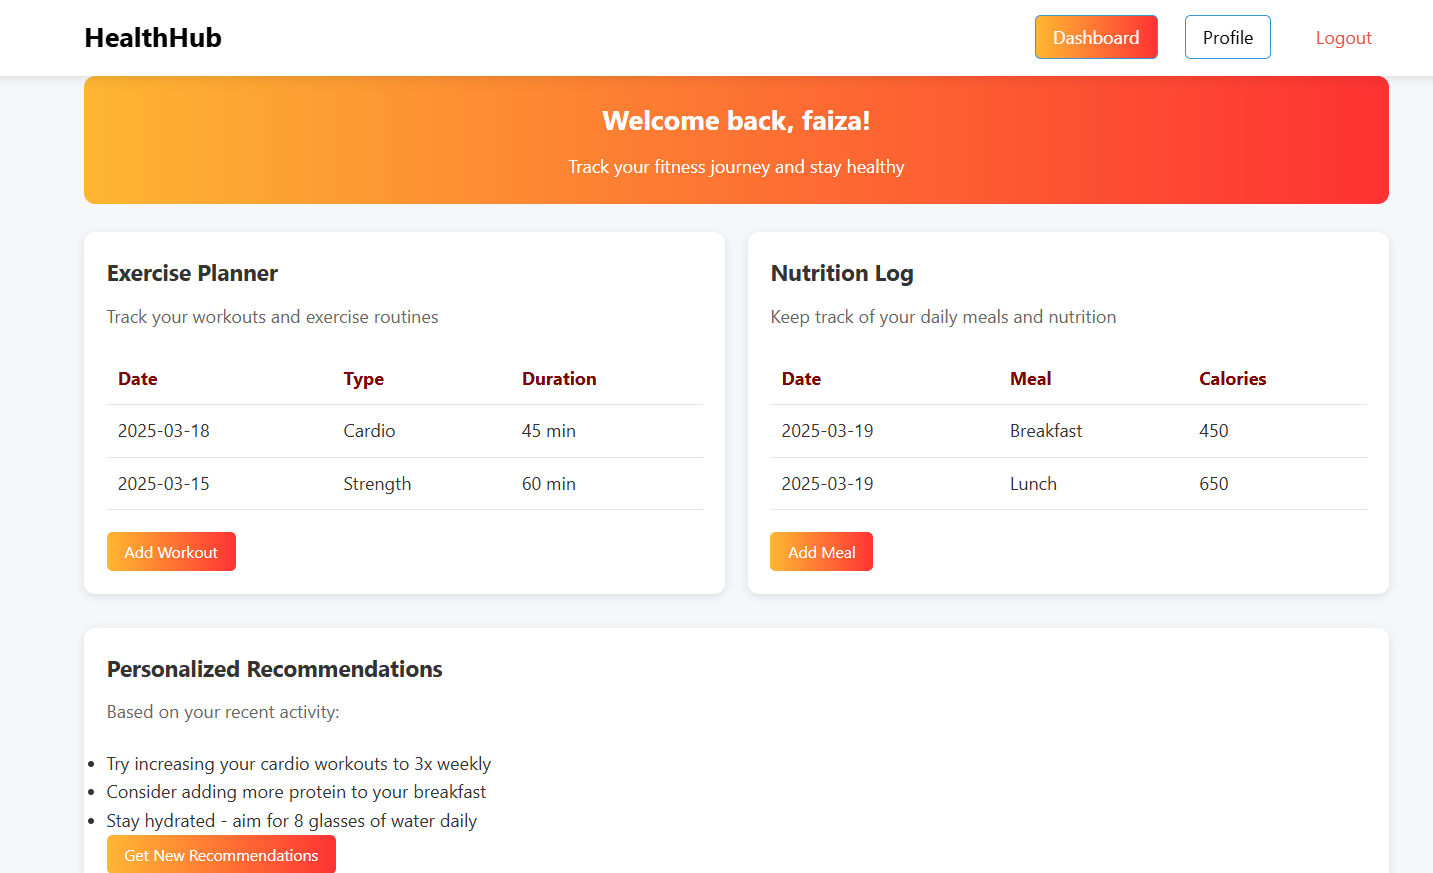 HealthHub
Dashboard
Profile
Logout
Welcome back, faiza!
Track your fitness journey and stay healthy
Exercise Planner
Track your workouts and exercise routines
Date Type Duration
2025-03-18 Cardio 45 min
2025-03-15 Strength 60 min
Add Workout
Nutrition Log
Keep track of your daily meals and nutrition
Date Meal Calories
2025-03-19 Breakfast 450
2025-03-19 Lunch 650
Add Meal
Personalized Recommendations
Based on your recent activity:
• Try increasing your cardio workouts to 3x weekly
• Consider adding more protein to your breakfast
• Stay hydrated - aim for 8 glasses of water daily
Get New Recommendations